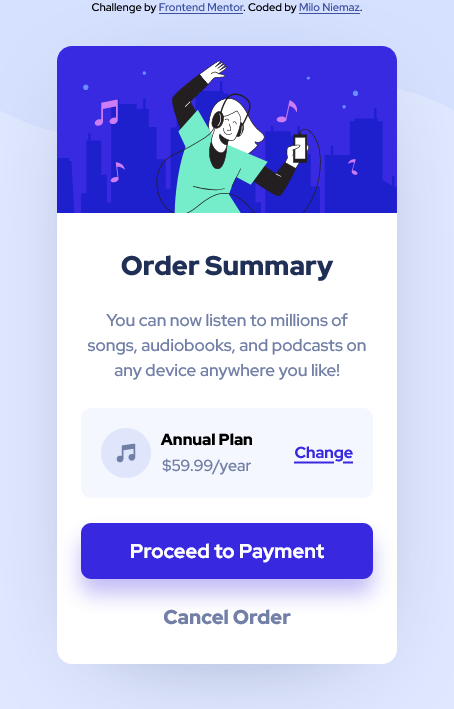 Challenge by Frontend Mentor. Coded by Milo Niemaz.
Order Summary
You can now listen to millions of
songs, audiobooks, and podcasts on
any device anywhere you like!
Annual Plan
$59.99/year
Change
Proceed to Payment
Cancel Order